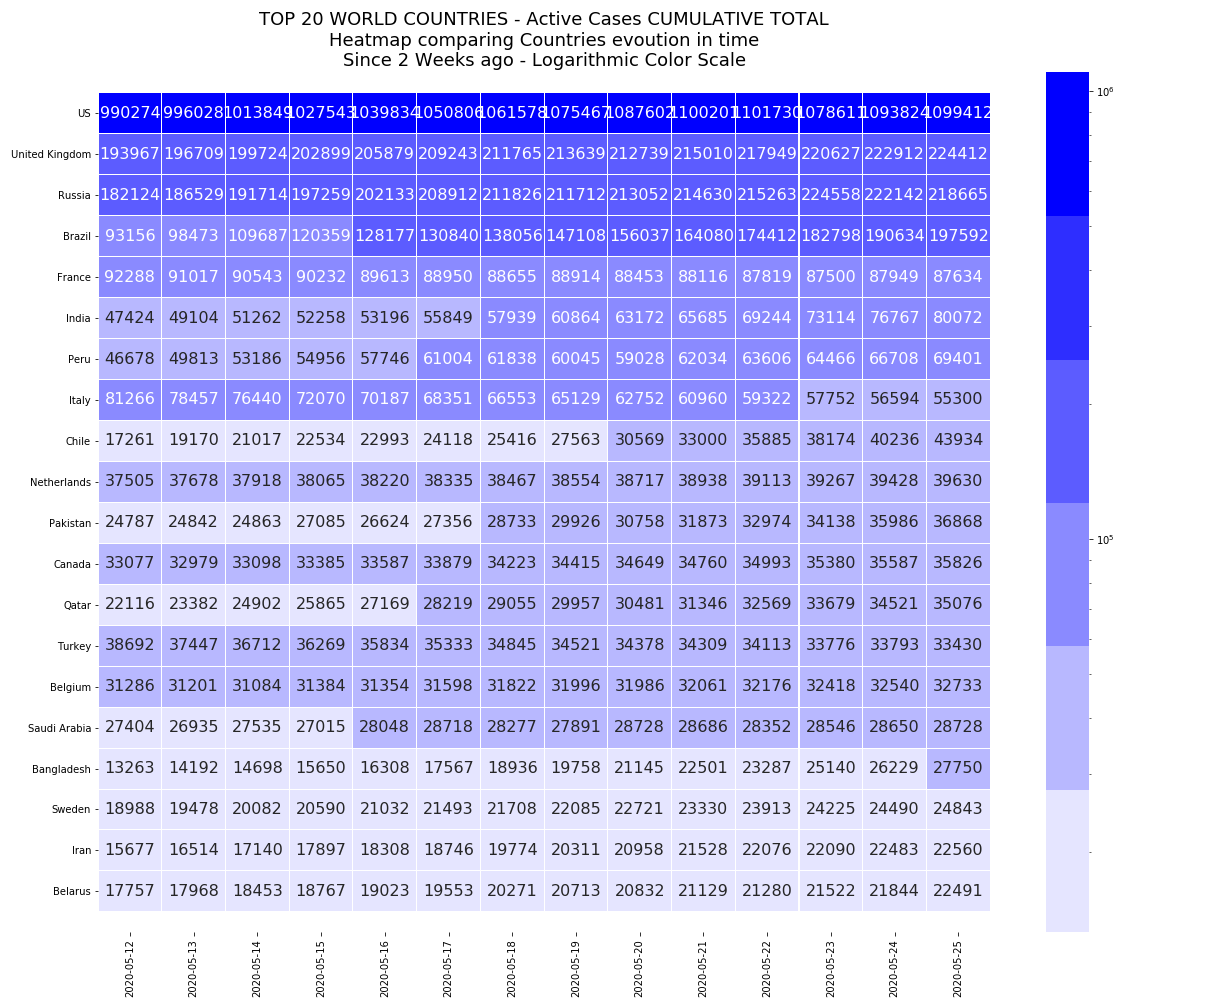 TOP 20 WORLD COUNTRIES - Active Cases CUMULATIVE TOTAL
Heatmap comparing Countries evoution in time
Since 2 Weeks ago - Logarithmic Color Scale
US 990274 996028 1013849 1027543 1039834 1050806 1061578 1075467 1087602 1100201 1101730 1078611 1093824 1099412
United Kingdom 193967 196709 199724 202899 205879 209243 211765 213639 212739 215010 217949 220627 222912 224412
Russia 182124 186529 191714 197259 202133 208912 211826 211712 213052 214630 215263 224558 222142 218665
Brazil 93156 98473 109687 120359 128177 130840 138056 147108 156037 164080 174412 182798 190634 197592
France 92288 91017 90543 90232 89613 88950 88655 88914 88453 88116 87819 87500 87949 87634
India 47424 49104 51262 52258 53196 55849 57939 60864 63172 65685 69244 73114 76767 80072
Peru 46678 49813 53186 54956 57746 61004 61838 60045 59028 62034 63606 64466 66708 69401
Italy 81266 78457 76440 72070 70187 68351 66553 65129 62752 60960 59322 57752 56594 55300
Chile 17261 19170 21017 22534 22993 24118 25416 27563 30569 33000 35885 38174 40236 43934
Netherlands 37505 37678 37918 38065 38220 38335 38467 38554 38717 38938 39113 39267 39428 39630
Pakistan 24787 24842 24863 27085 26624 27356 28733 29926 30758 31873 32974 34138 35986 36868
Canada 33077 32979 33098 33385 33587 33879 34223 34415 34649 34760 34993 35380 35587 35826
Qatar 22116 23382 24902 25865 27169 28219 29055 29957 30481 31346 32569 33679 34521 35076
Turkey 38692 37447 36712 36269 35834 35333 34845 34521 34378 34309 34113 33776 33793 33430
Belgium 31286 31201 31084 31384 31354 31598 31822 31996 31986 32061 32176 32418 32540 32733
Saudi Arabia 27404 26935 27535 27015 28048 28718 28277 27891 28728 28686 28352 28546 28650 28728
Bangladesh 13263 14192 14698 15650 16308 17567 18936 19758 21145 22501 23287 25140 26229 27750
Sweden 18988 19478 20082 20590 21032 21493 21708 22085 22721 23330 23913 24225 24490 24843
Iran 15677 16514 17140 17897 18308 18746 19774 20311 20958 21528 22076 22090 22483 22560
Belarus 17757 17968 18453 18767 19023 19553 20271 20713 20832 21129 21280 21522 21844 22491
2020-05-12 2020-05-13 2020-05-14 2020-05-15 2020-05-16 2020-05-17 2020-05-18 2020-05-19 2020-05-20 2020-05-21 2020-05-22 2020-05-23 2020-05-24 2020-05-25
10⁶
10⁵